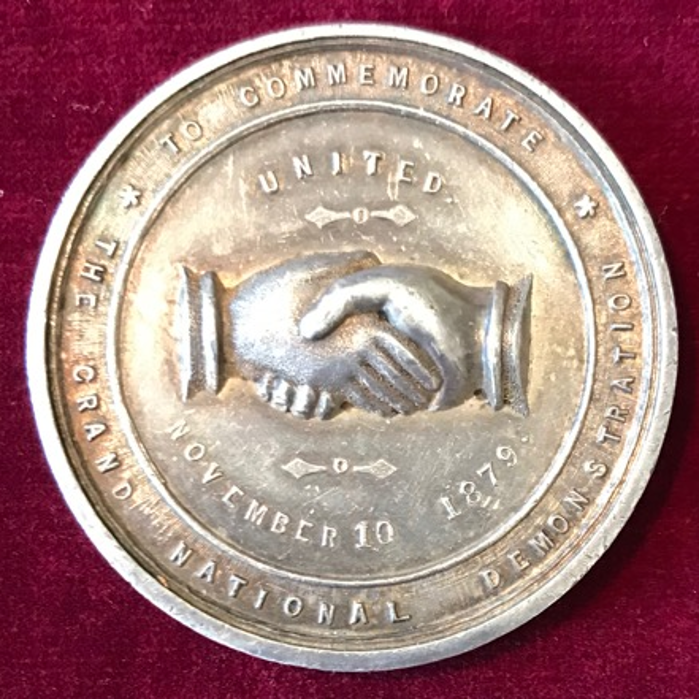 * TO COMMEMORATE *
THE GRAND NATIONAL DEMONSTRATION
UNITED
NOVEMBER 10 1879.